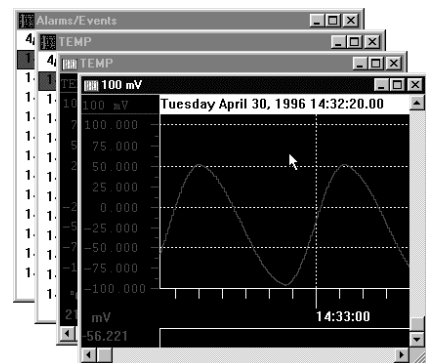 Alarms/Events
TEMP
TEMP
100 mV
100 mV
Tuesday April 30, 1996 14:32:20.00
100.000
75.000
50.000
25.000
0.000
-25.000
-50.000
-75.000
-100.000
mV
14:33:00
-56.221